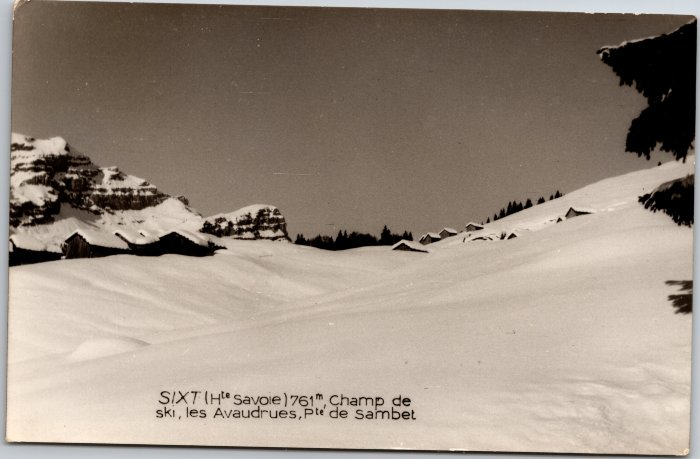 SIXT (Hte Savoie) 761m, Champ de
ski, les Avaudrues, Pte de Sambet